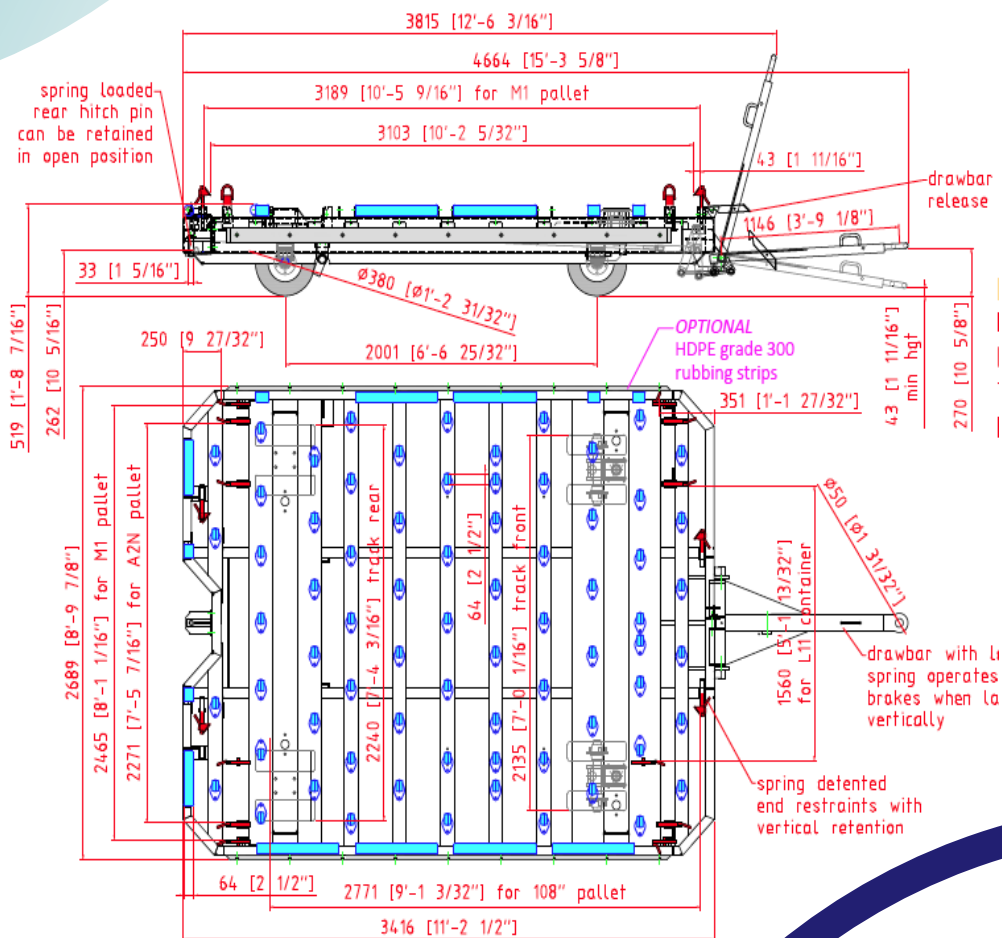 3815 [12'-6 3/16"]
4664 [15'-3 5/8"]
spring loaded
rear hitch pin
can be retained
in open position
3189 [10'-5 9/16"] for M1 pallet
3103 [10'-2 5/32"]
43 [1 11/16"]
drawbar
release
1146 [3'-9 1/8"]
33 [1 5/16"]
Ø380 [Ø1'-2 31/32"]
519 [1'-8 7/16"]
262 [10 5/16"]
250 [9 27/32"]
2001 [6'-6 25/32"]
OPTIONAL
HDPE grade 300
rubbing strips
43 [1 11/16"]
min hgt
270 [10 5/8"]
351 [1'-1 27/32"]
2689 [8'-9 7/8"]
2465 [8'-1 1/16"] for M1 pallet
2271 [7'-5 7/16"] for A2N pallet
2240 [7'-4 3/16"] track rear
64 [2 1/2"]
2135 [7'-0 1/16"] track front
1560 [5'-1 13/32"]
for L11 container
Ø50 [Ø1 31/32"]
drawbar with
spring operates
brakes when
vertically
spring detented
end restraints with
vertical retention
64 [2 1/2"]
2771 [9'-1 3/32"] for 108" pallet
3416 [11'-2 1/2"]